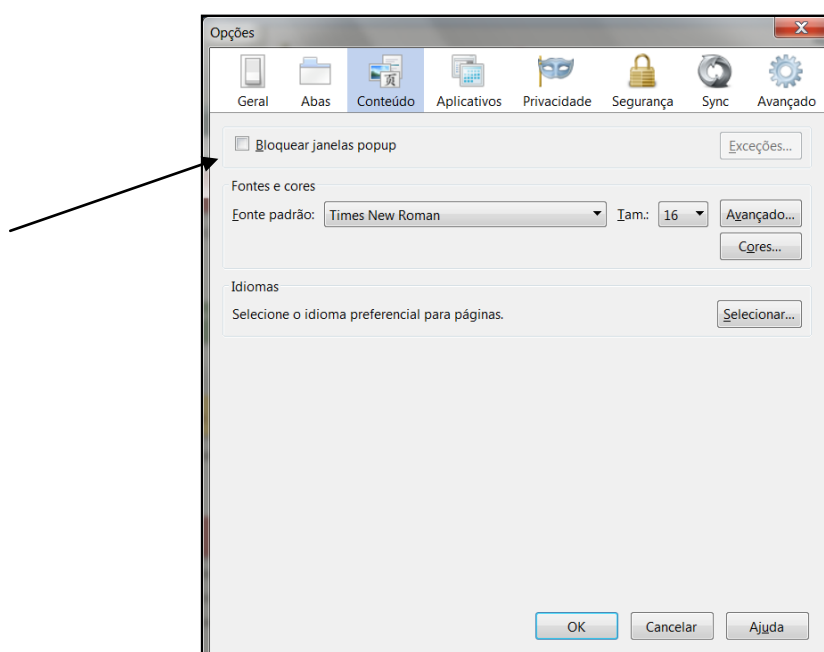 Opções
Geral Abas Conteúdo Aplicativos Privacidade Segurança Sync Avançado
Bloquear janelas popup Exceções...
Fontes e cores
Fonte padrão: Times New Roman Tam.: 16 Avançado...
Cores...
Idiomas
Selecione o idioma preferencial para páginas. Selecionar...
OK Cancelar Ajuda